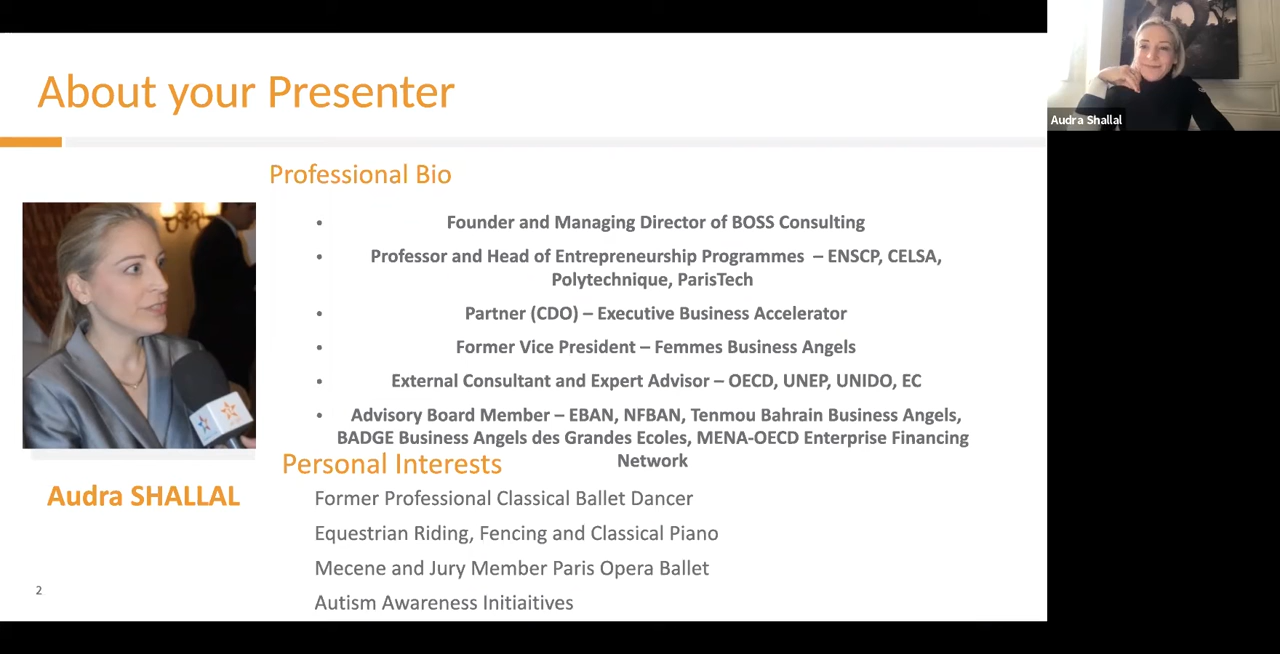 About your Presenter
Audra Shallal
Professional Bio
• Founder and Managing Director of BOSS Consulting
• Professor and Head of Entrepreneurship Programmes – ENSCP, CELSA,
Polytechnique, ParisTech
• Partner (CDO) – Executive Business Accelerator
• Former Vice President – Femmes Business Angels
• External Consultant and Expert Advisor – OECD, UNEP, UNIDO, EC
• Advisory Board Member – EBAN, NFBAN, Tenmou Bahrain Business Angels,
BADGE Business Angels des Grandes Ecoles, MENA-OECD Enterprise Financing
Network
Personal Interests
Audra SHALLAL
Former Professional Classical Ballet Dancer
Equestrian Riding, Fencing and Classical Piano
Mecene and Jury Member Paris Opera Ballet
Autism Awareness Initiaitives
2